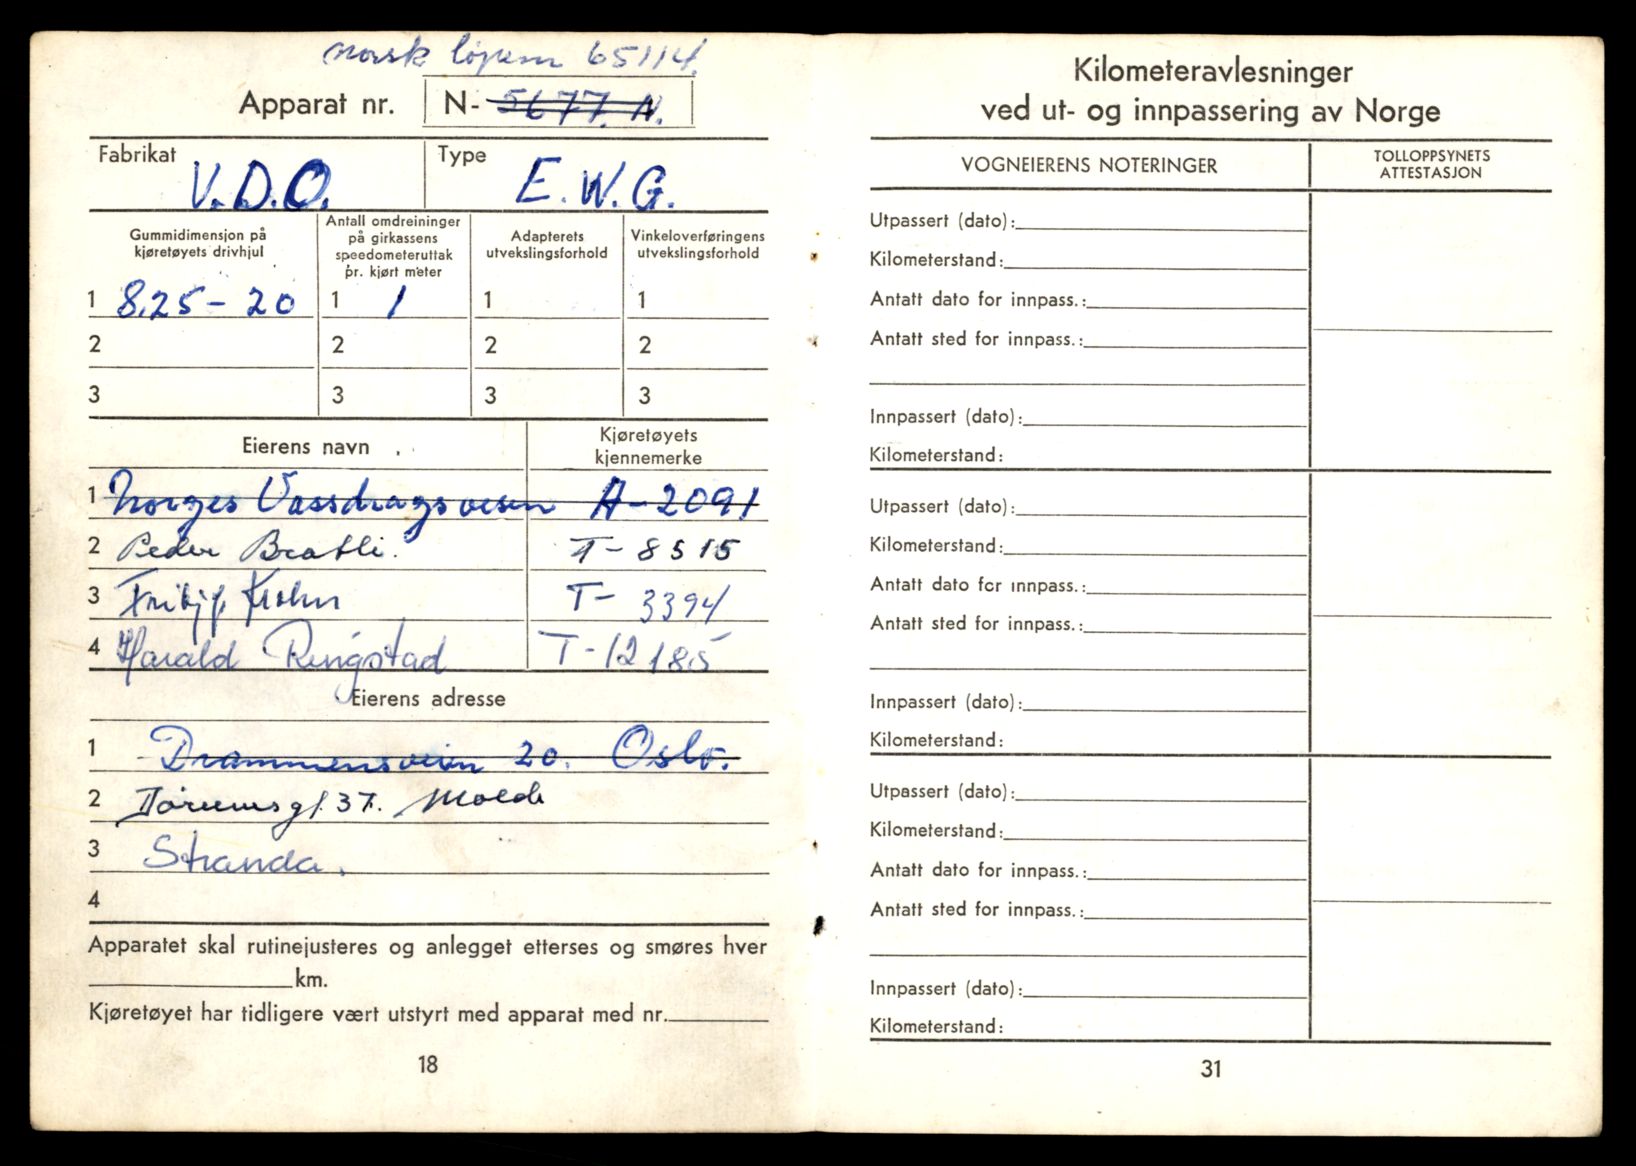 norsk løpenr 65114.
Apparat nr. N- 5677. N.
Fabrikat V.D.O. Type E.W.G.
Gummidimensjon på kjøretøyets drivhjul
Antall omdreininger på girkassens speedometeruttak pr. kjørt meter
Adapterets utvekslingsforhold
Vinkeloverføringens utvekslingsforhold
1 8.25-20 1 1 1 1
2 2 2 2
3 3 3 3
Eierens navn Kjøretøyets kjennemerke
1 Norges Vassdragsvesen A-2091
2 Peder Bratli. T-8515
3 Fritjf. Krohn T-3394
4 Harald Ringstad T-12185
Eierens adresse
1 Drammensveien 20. Oslo.
2 37. Molde
3 Stranda.
4
Apparatet skal rutinejusteres og anlegget etterses og smøres hver
km.
Kjøretøyet har tidligere vært utstyrt med apparat med nr.
18
Kilometeravlesninger
ved ut- og innpassering av Norge
VOGNEIERENS NOTERINGER
TOLLOPPSYNETS
ATTESTASJON
Utpassert (dato):
Kilometerstand:
Antatt dato for innpass.:
Antatt sted for innpass.:
Innpassert (dato):
Kilometerstand:
Utpassert (dato):
Kilometerstand:
Antatt dato for innpass.:
Antatt sted for innpass.:
Innpassert (dato):
Kilometerstand:
Utpassert (dato):
Kilometerstand:
Antatt dato for innpass.:
Antatt sted for innpass.:
Innpassert (dato):
Kilometerstand:
31